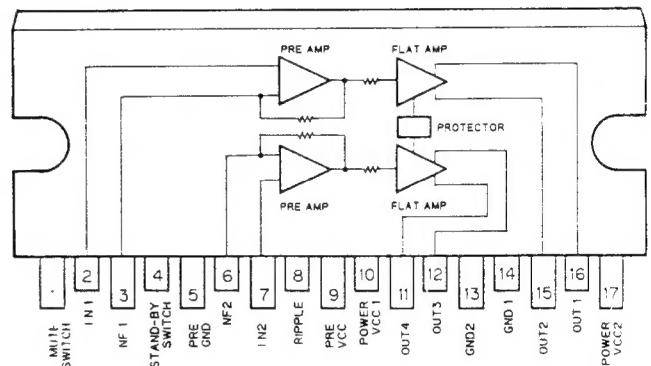 PRE AMP
FLAT AMP
PROTECTOR
PRE AMP
FLAT AMP
1
2
3
4
5
6
7
8
9
10
11
12
13
14
15
16
17
MUTE
SWITCH
IN 1
NF 1
STAND-BY
SWITCH
PRE
GND
NF2
IN2
RIPPLE
PRE
VCC
POWER
VCC 1
OUT4
OUT3
GND2
GND 1
OUT2
OUT 1
POWER
VCC2